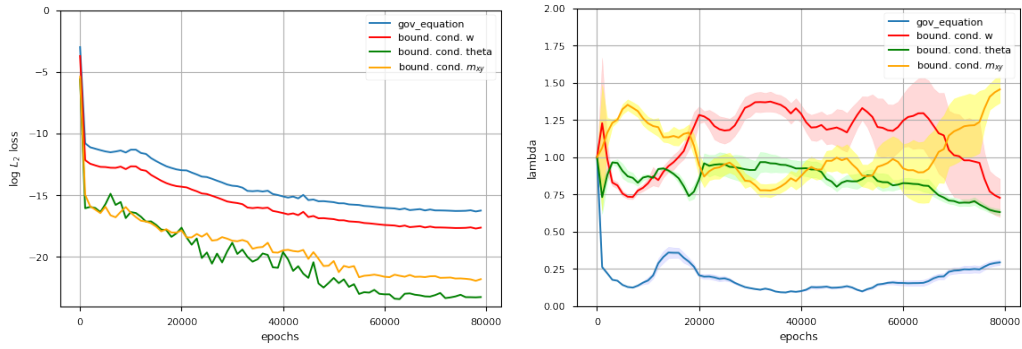 0
−5
−10
−15
−20
log L₂ loss
0
20000
40000
60000
80000
epochs
gov_equation
bound. cond. w
bound. cond. theta
bound. cond. mₓᵧ
2.00
1.75
1.50
1.25
1.00
0.75
0.50
0.25
0.00
lambda
0
20000
40000
60000
80000
epochs
gov_equation
bound. cond. w
bound. cond. theta
bound. cond. mₓᵧ